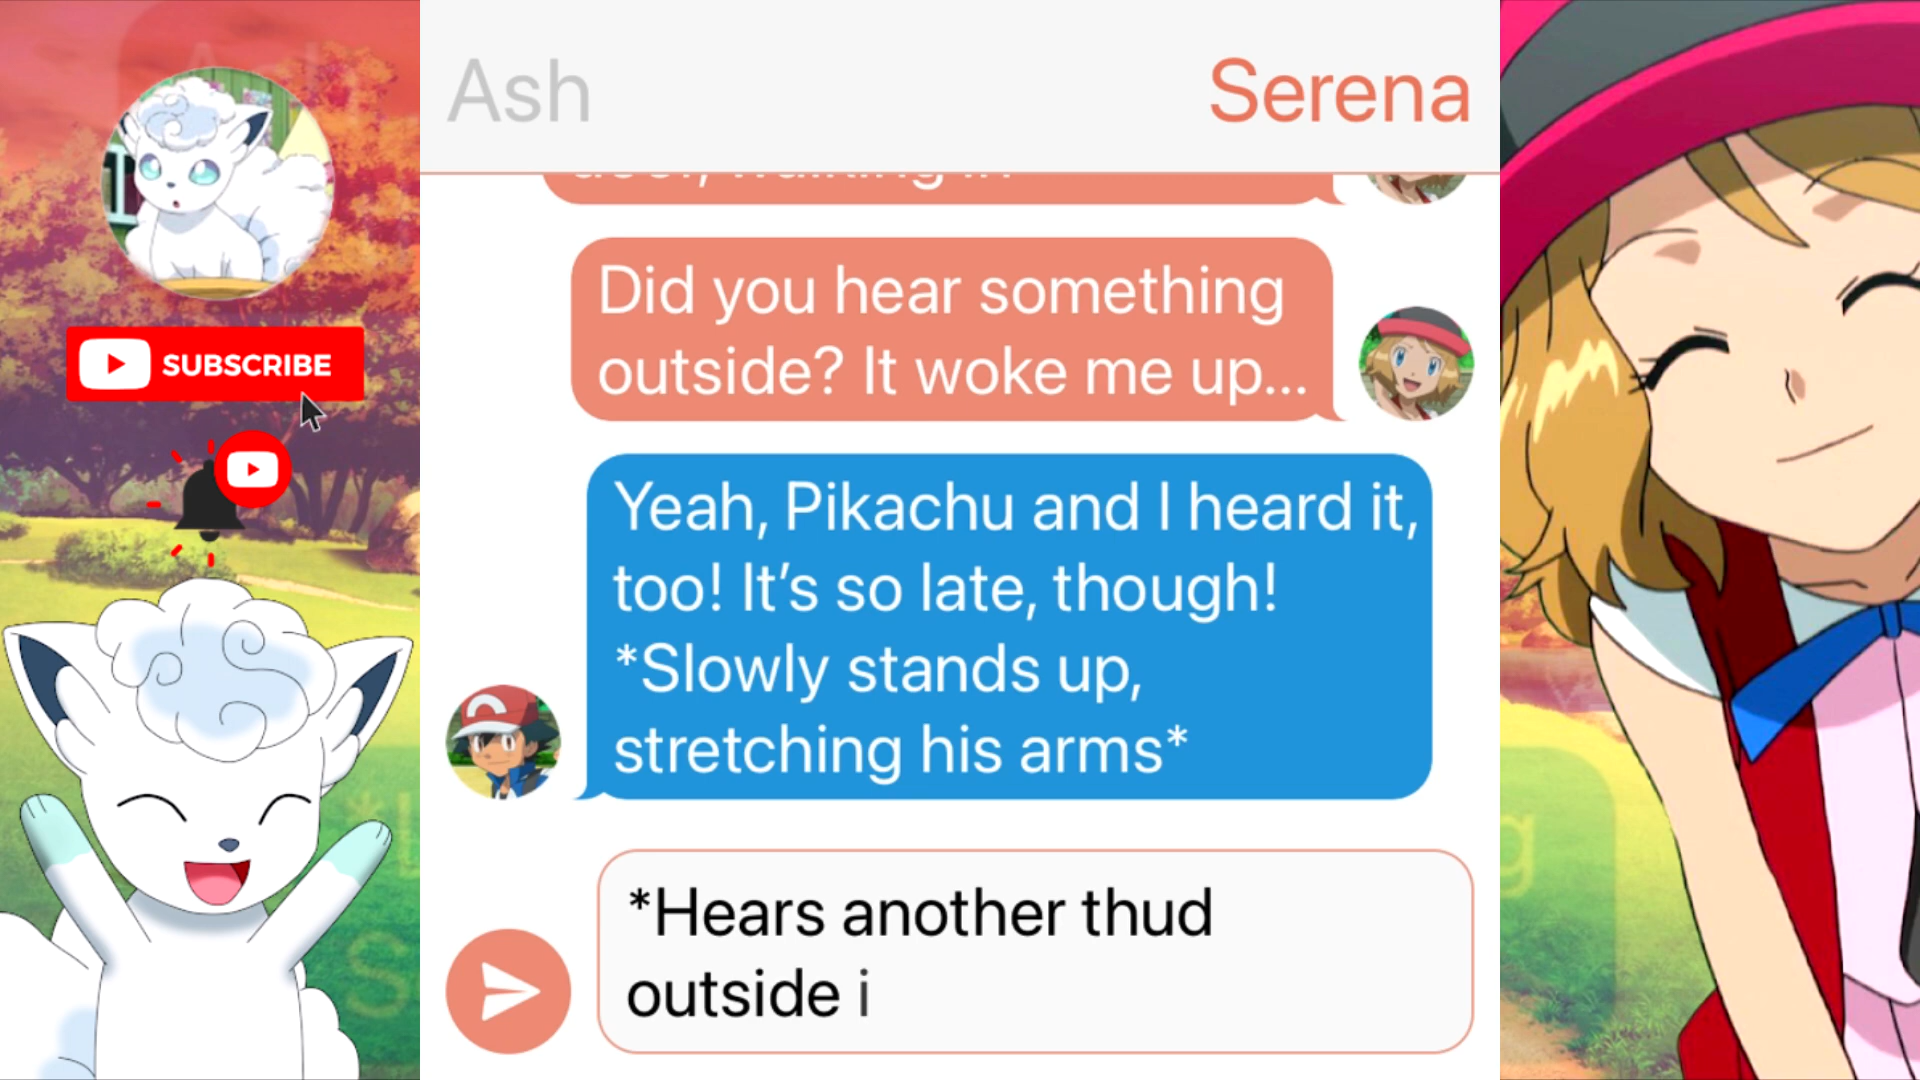 Ash
Serena
SUBSCRIBE
Did you hear something
outside? It woke me up...
Yeah, Pikachu and I heard it,
too! It's so late, though!
*Slowly stands up,
stretching his arms*
*Hears another thud
outside i